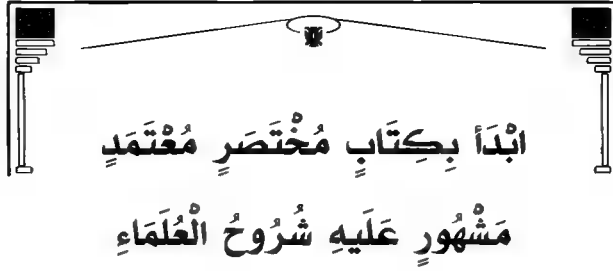 ابْدَأ بِكِتَابٍ مُخْتَصَرٍ مُعْتَمَدٍ
مَشْهُورٍ عَلَيهِ شُرُوحُ الْعُلَمَاءِ